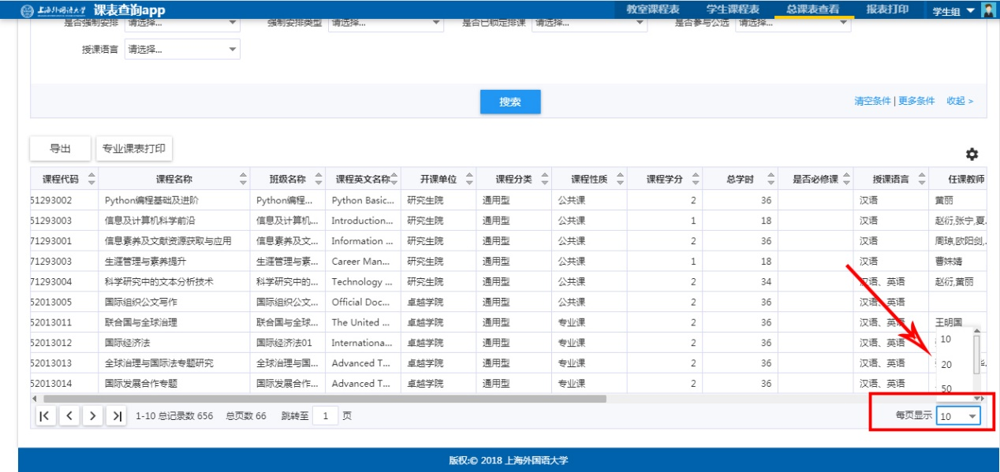 上海外国语大学 课表查询app 教室课程表 学生课程表 总课表查看 报表打印 学生组
是否强制安排 请选择... 强制安排类型 请选择... 是否已锁定排课 请选择... 是否参与公选 请选择...
授课语言 请选择...
搜索 清空条件 | 更多条件 收起 >
导出 专业课表打印
课程代码 课程名称 班级名称 课程英文名称 开课单位 课程分类 课程性质 课程学分 总学时 是否必修课 授课语言 任课教师
51293002 Python编程基础及进阶 Python编程... Python Basic... 研究生院 通用型 公共课 2 36 汉语 黄丽
51293003 信息及计算机科学前沿 信息及计算机... Introduction... 研究生院 通用型 公共课 1 18 汉语 赵衍,张宁,夏.
71293001 信息素养及文献资源获取与应用 信息素养及文... Information ... 研究生院 通用型 公共课 2 36 汉语 周琼,欧阳剑,.
71293003 生涯管理与素养提升 生涯管理与素... Career Man... 研究生院 通用型 公共课 1 18 汉语 曹姝婧
71293004 科学研究中的文本分析技术 科学研究中的... Technology ... 研究生院 通用型 公共课 2 34 汉语、英语 赵衍,黄丽
52013005 国际组织公文写作 国际组织公文... Official Doc... 卓越学院 通用型 公共课 2 36 汉语、英语
52013011 联合国与全球治理 联合国与全球... The United ... 卓越学院 通用型 专业课 2 36 汉语、英语 王明国
52013012 国际经济法 国际经济法01 Internationa... 卓越学院 通用型 专业课 2 36 汉语、英语 10
52013013 全球治理与国际法专题研究 全球治理与国... Advanced T... 卓越学院 通用型 专业课 2 36 汉语、英语 20
52013014 国际发展合作专题 国际发展合作... Advanced T... 卓越学院 通用型 专业课 2 36 汉语、英语 50
1-10 总记录数 656 总页数 66 跳转至 1 页 每页显示 10
版权:© 2018 上海外国语大学